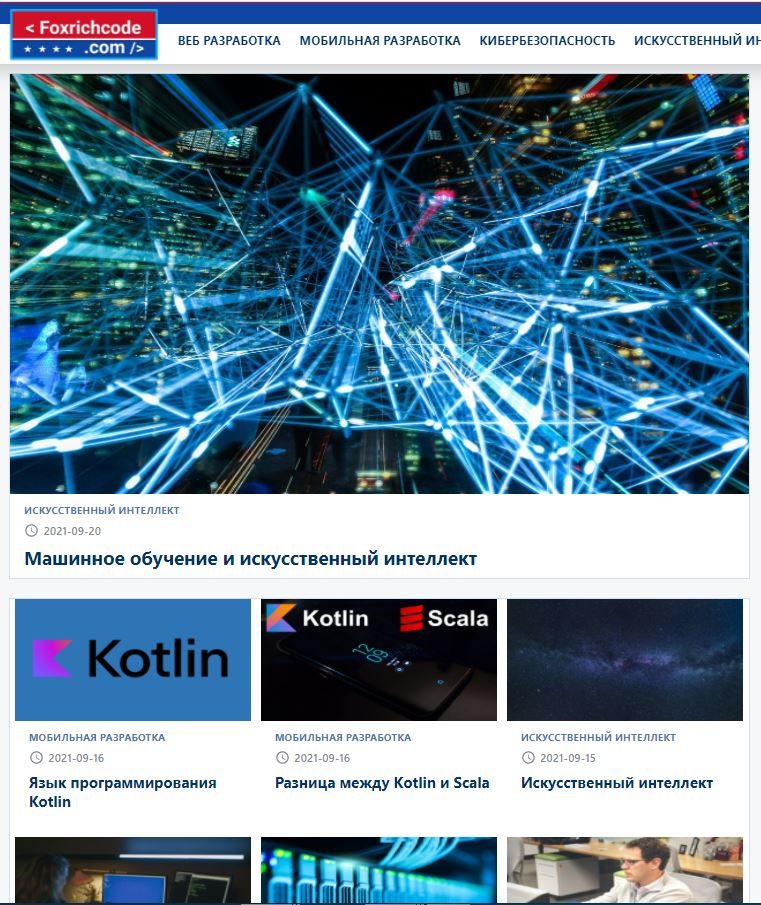 < Foxrichcode
.com />
ВЕБ РАЗРАБОТКА МОБИЛЬНАЯ РАЗРАБОТКА КИБЕРБЕЗОПАСНОСТЬ ИСКУССТВЕННЫЙ
ИСКУССТВЕННЫЙ ИНТЕЛЛЕКТ
2021-09-20
Машинное обучение и искусственный интеллект
Kotlin
МОБИЛЬНАЯ РАЗРАБОТКА
2021-09-16
Язык программирования
Kotlin
Kotlin Scala
МОБИЛЬНАЯ РАЗРАБОТКА
2021-09-16
Разница между Kotlin и Scala
ИСКУССТВЕННЫЙ ИНТЕЛЛЕКТ
2021-09-15
Искусственный интеллект